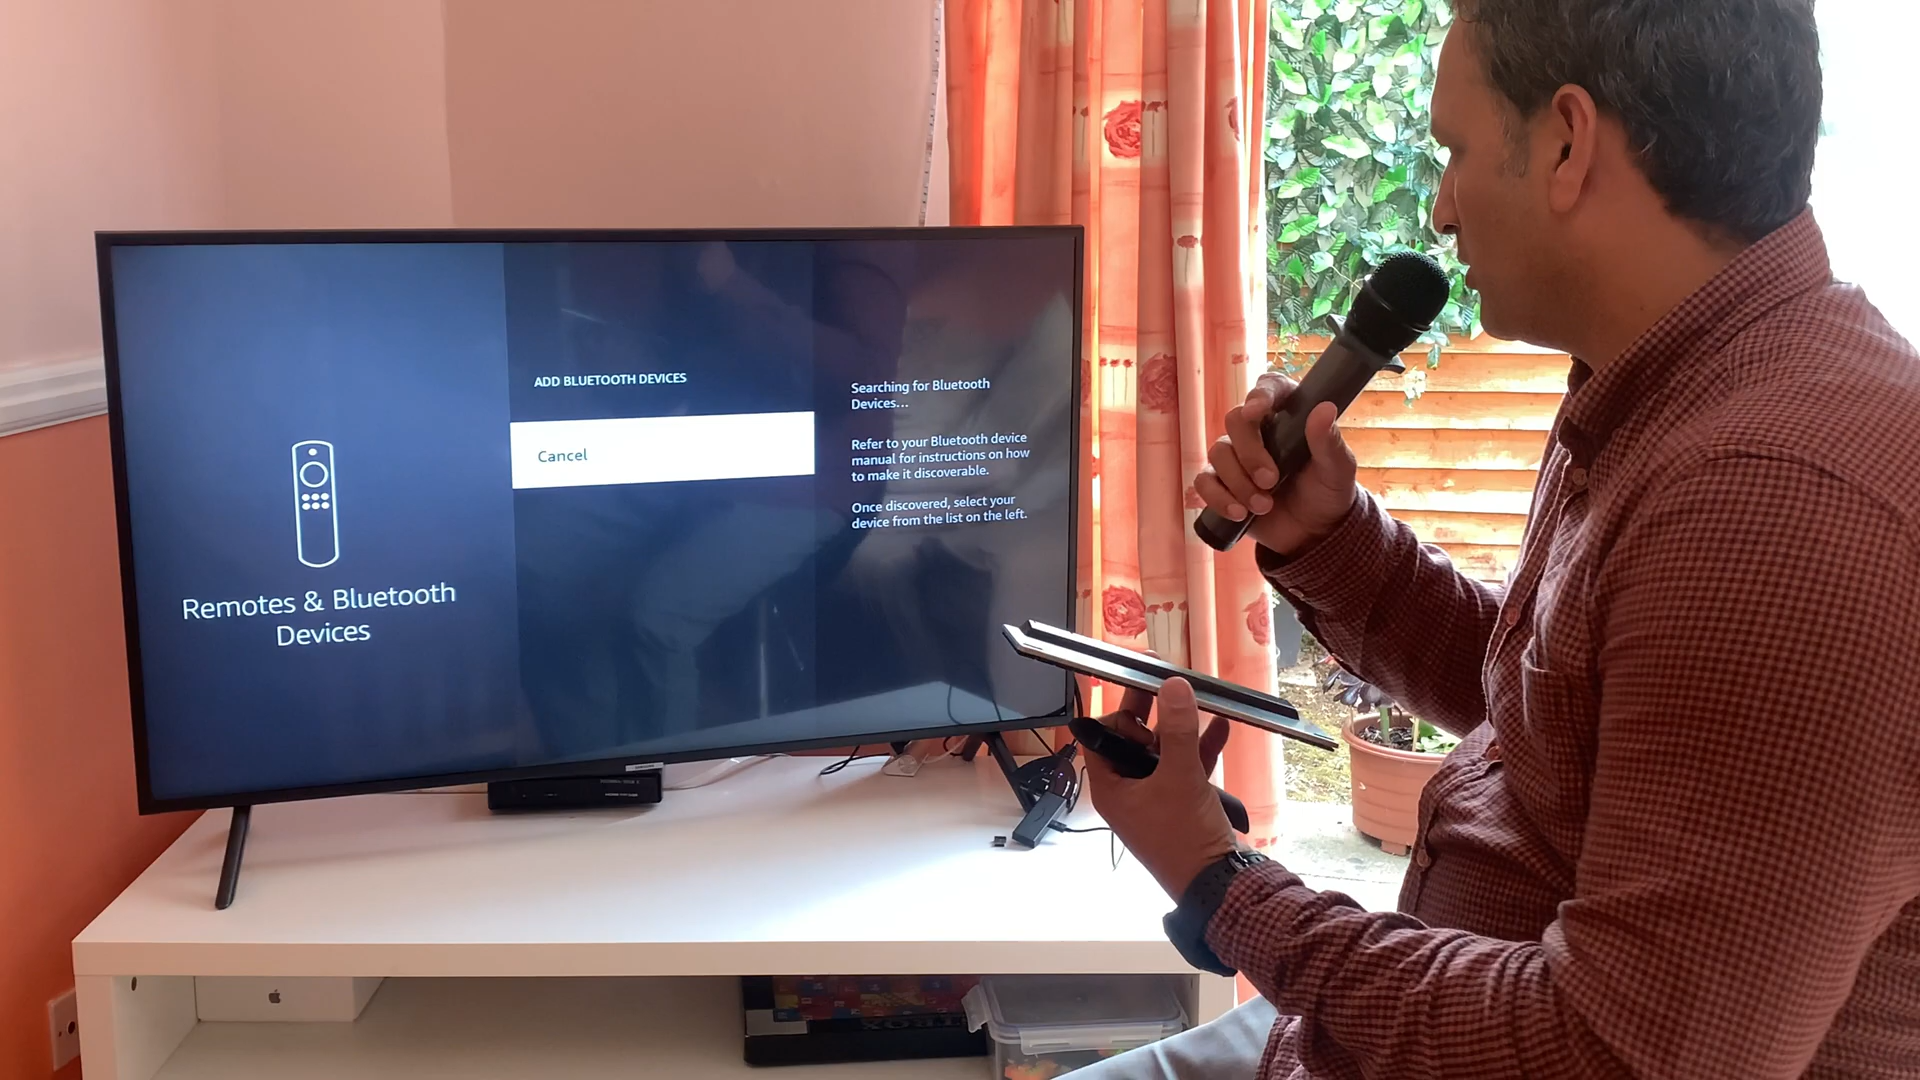 Remotes & Bluetooth
Devices
ADD BLUETOOTH DEVICES
Cancel
Searching for Bluetooth
Devices...
Refer to your Bluetooth device
manual for instructions on how
to make it discoverable.
Once discovered, select your
device from the list on the left.